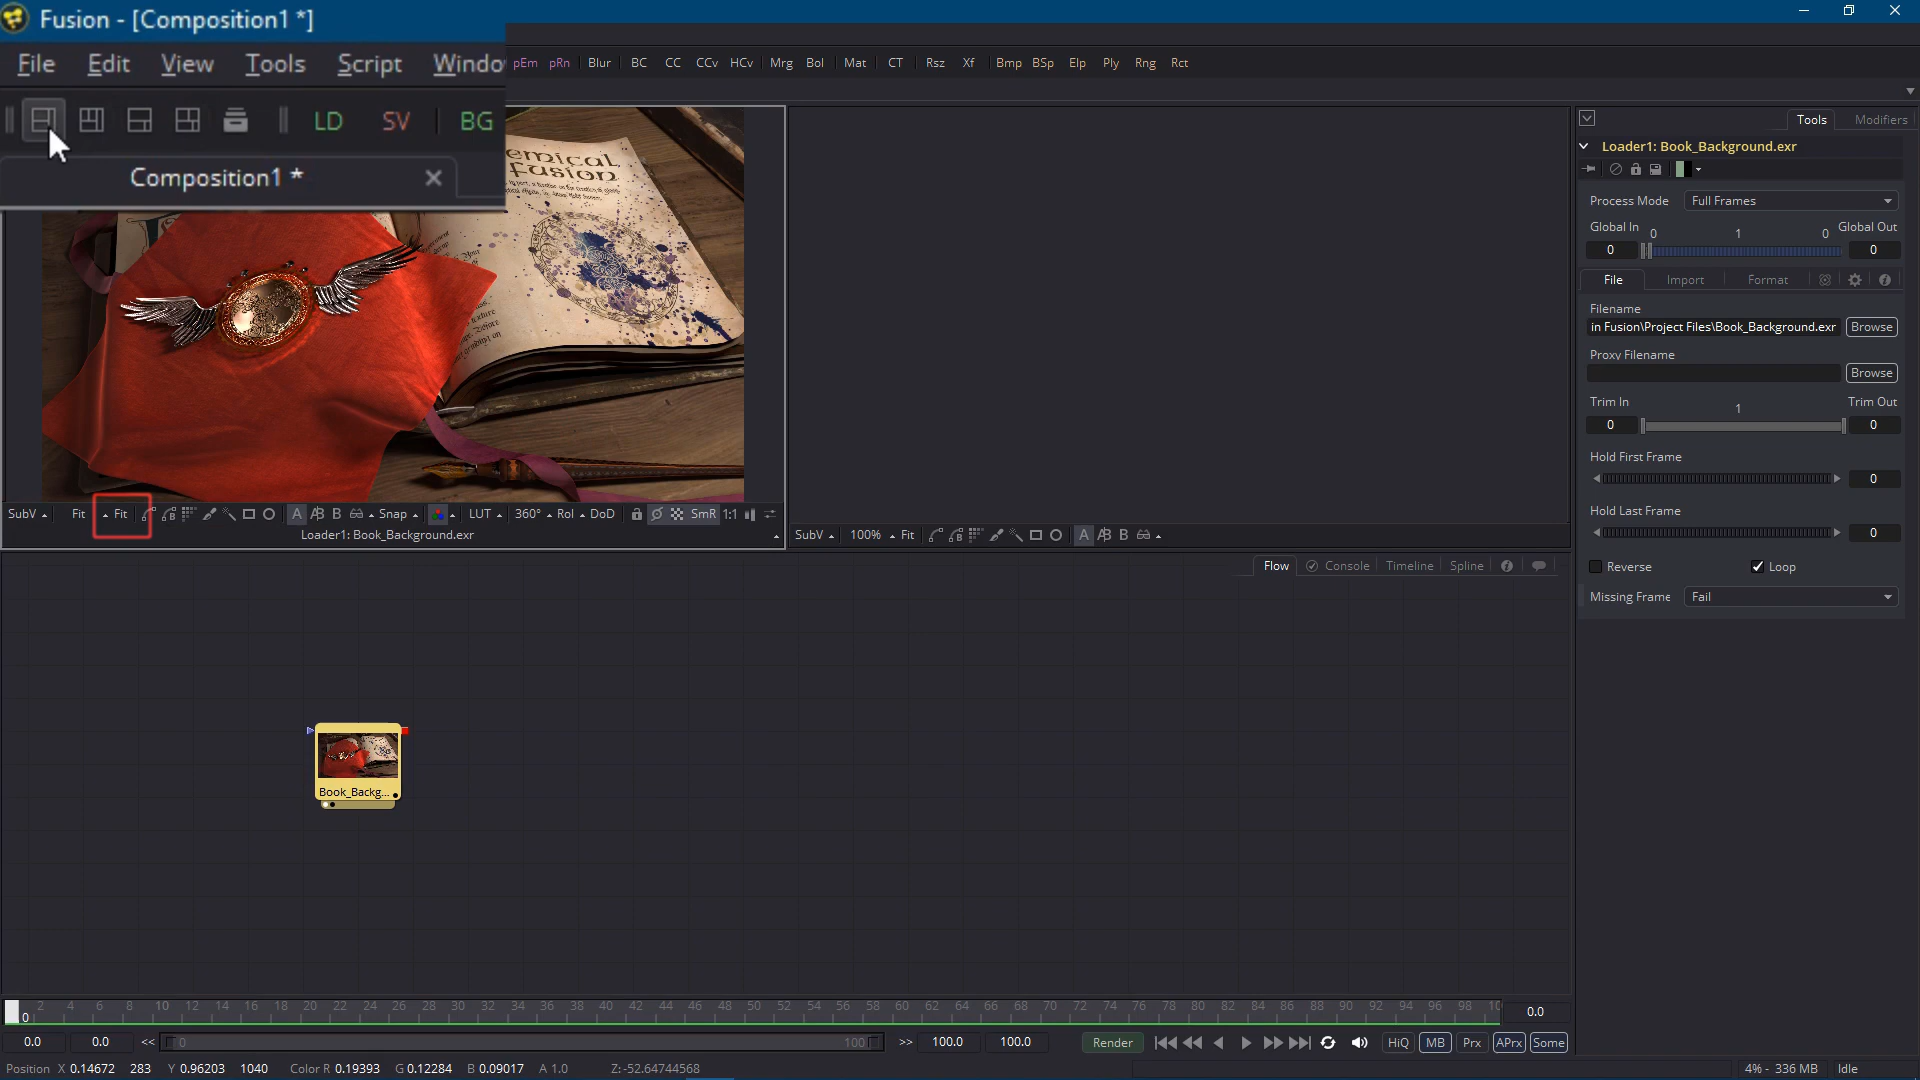 Fusion - [Composition1 *]
File Edit View Tools Script Windo
LD SV BG pEm pRn Blur BC CC CCv HCv Mrg Bol Mat CT Rsz Xf Bmp BSp Elp Ply Rng Rct
Composition1 *
emical
Fusion
Tools Modifiers
Loader1: Book_Background.exr
Process Mode Full Frames
Global In 0 1 0 Global Out
0 0
File Import Format
Filename
in Fusion\Project Files\Book_Background.exr Browse
Proxy Filename
Browse
Trim In 1 Trim Out
0 0
Hold First Frame
0
Hold Last Frame
0
Reverse Loop
Missing Frame Fail
SubV Fit Fit A A/B B Snap LUT 360° RoI DoD SmR 1:1
Loader1: Book_Background.exr
SubV 100% Fit A A/B B
Flow Console Timeline Spline
Book_Backg...
0 2 4 6 8 10 12 14 16 18 20 22 24 26 28 30 32 34 36 38 40 42 44 46 48 50 52 54 56 58 60 62 64 66 68 70 72 74 76 78 80 82 84 86 88 90 92 94 96 98 10 0.0
0.0 0.0 << 0 100 >> 100.0 100.0 Render HiQ MB Prx APrx Some
Position X 0.14672 283 Y 0.96203 1040 Color R 0.19393 G 0.12284 B 0.09017 A 1.0 Z:-52.64744568 4% - 336 MB Idle